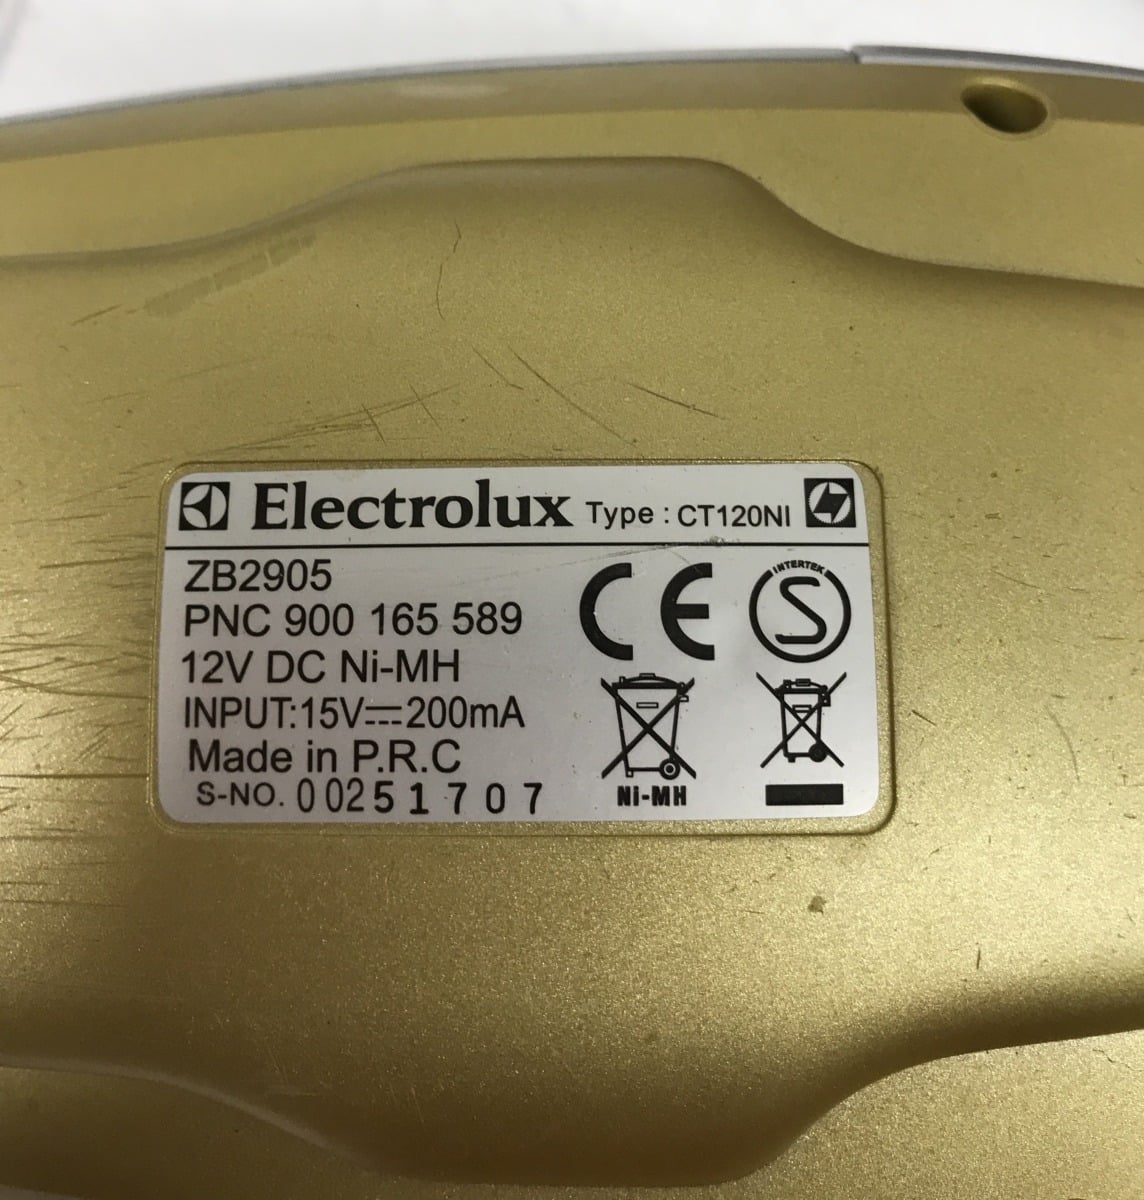 Electrolux Type : CT120NI
ZB2905
PNC 900 165 589
12V DC Ni-MH
INPUT:15V⎓200mA
Made in P.R.C
S-NO. 00251707
CE
INTERTEK
S
Ni-MH